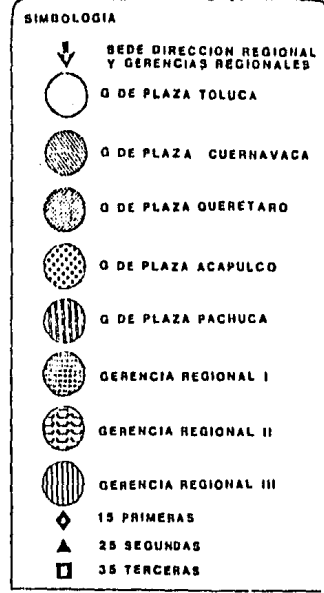 SIMBOLOGIA
SEDE DIRECCION REGIONAL
Y GERENCIAS REGIONALES
G DE PLAZA TOLUCA
G DE PLAZA CUERNAVACA
G DE PLAZA QUERETARO
G DE PLAZA ACAPULCO
G DE PLAZA PACHUCA
GERENCIA REGIONAL I
GERENCIA REGIONAL II
GERENCIA REGIONAL III
15 PRIMERAS
25 SEGUNDAS
35 TERCERAS